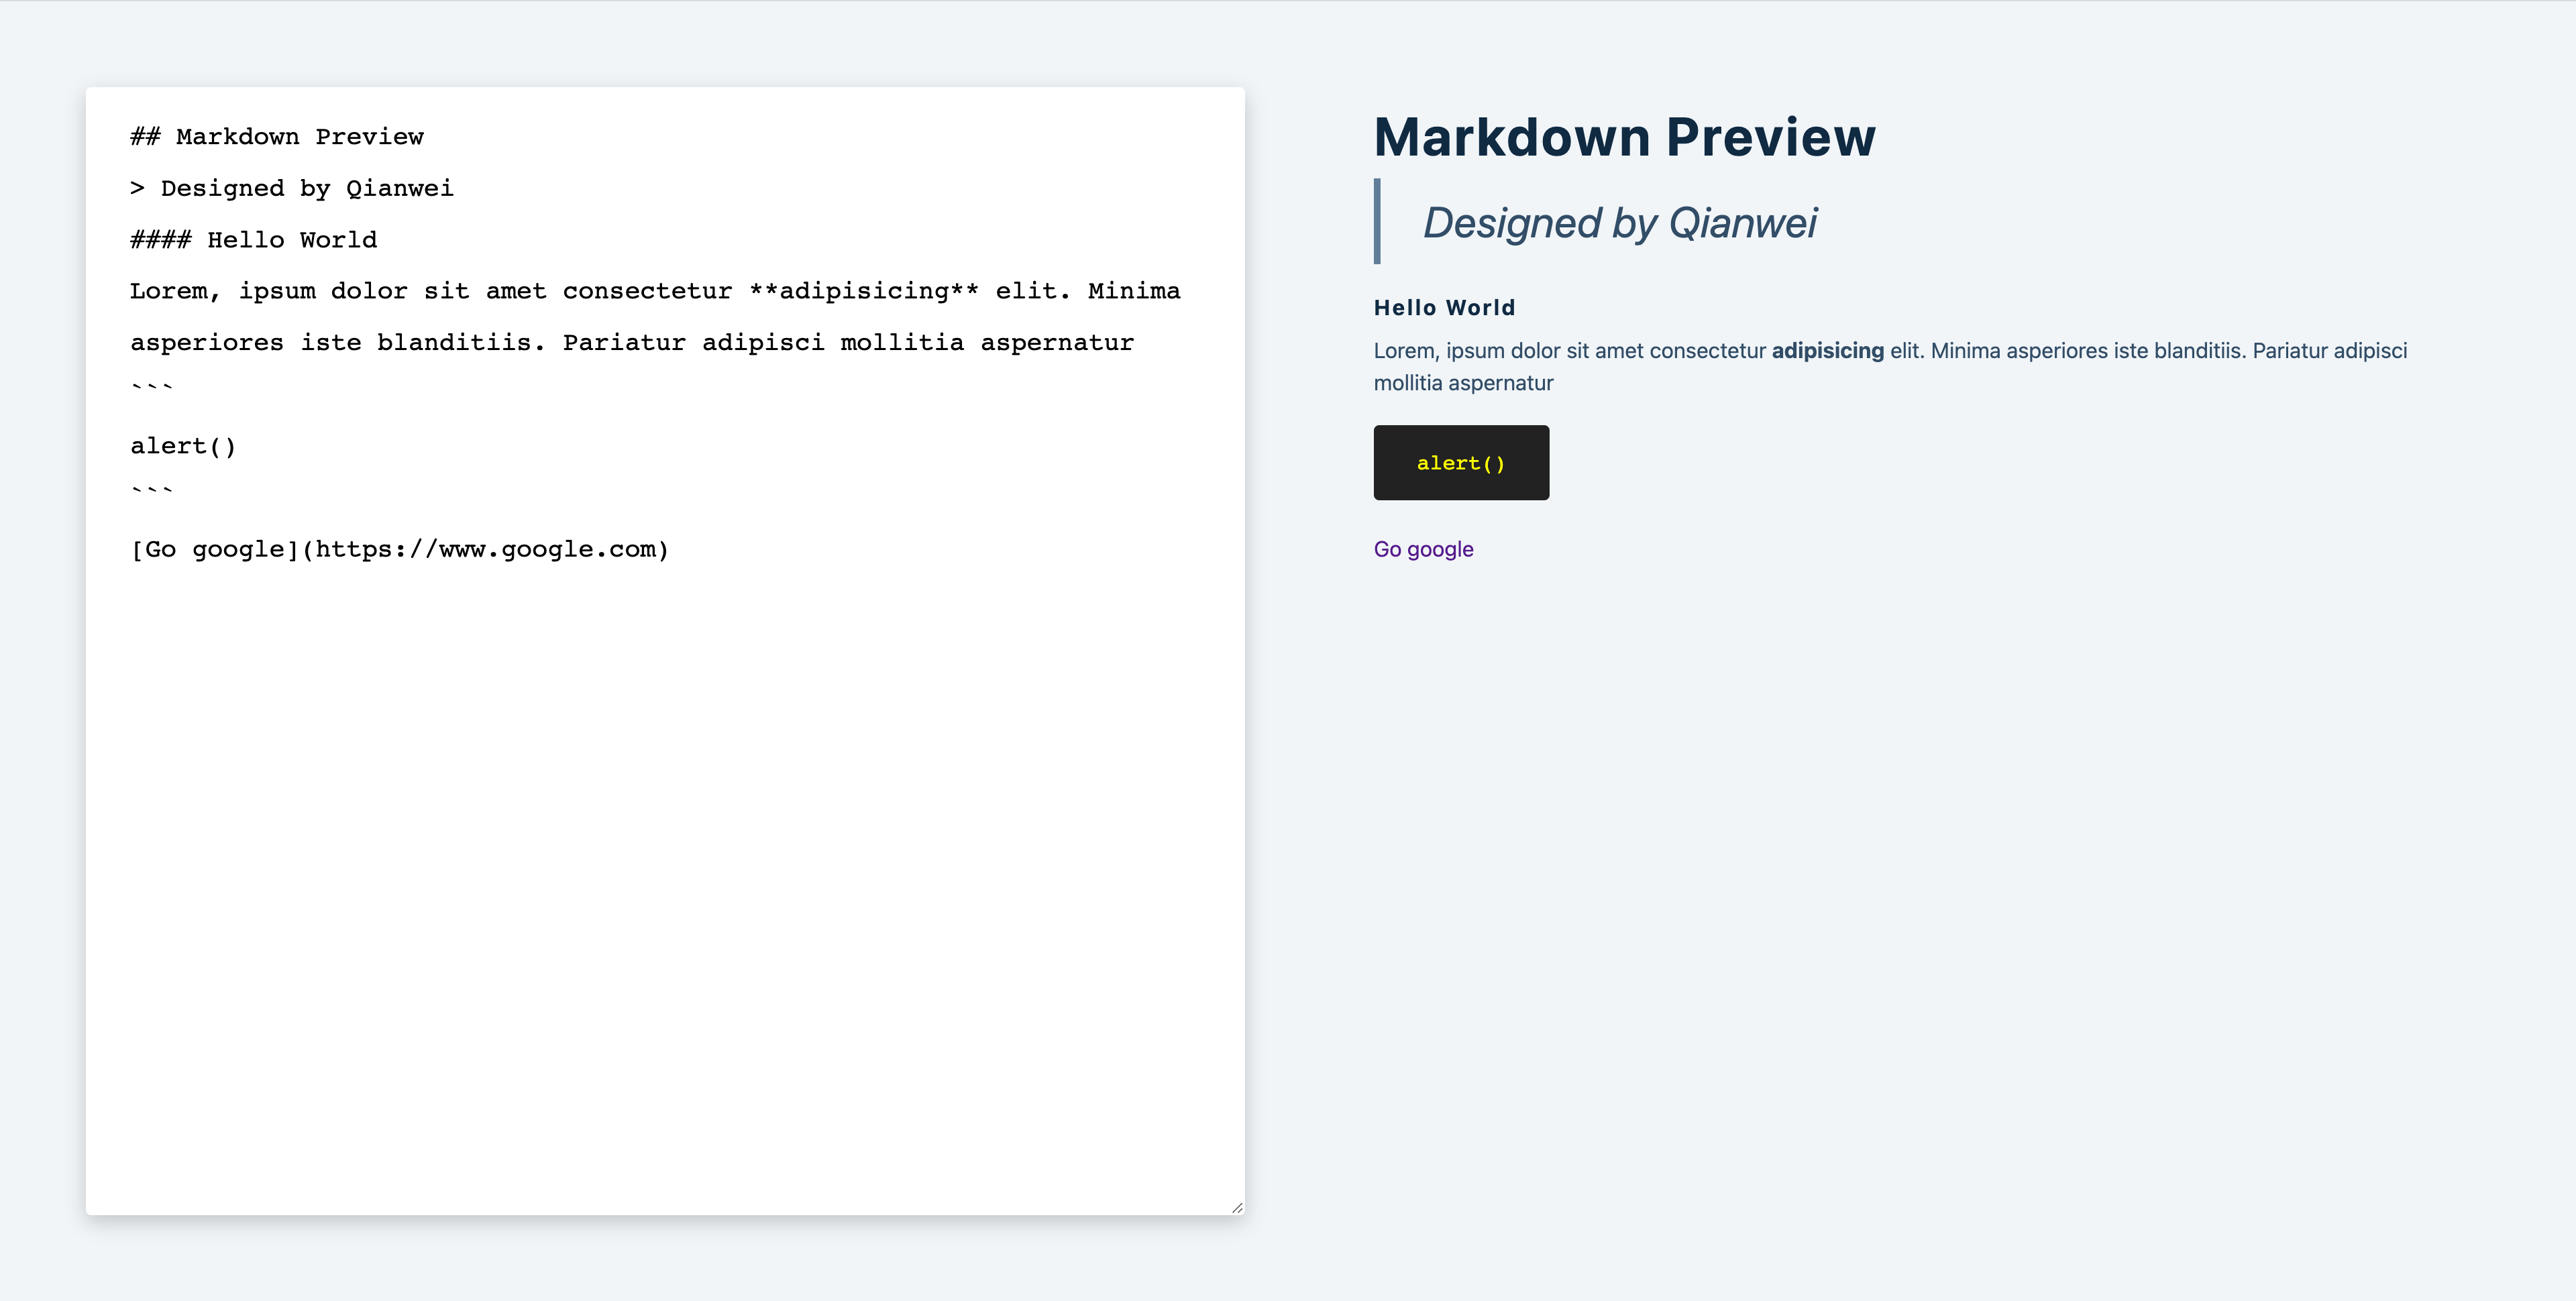 ## Markdown Preview
> Designed by Qianwei
#### Hello World
Lorem, ipsum dolor sit amet consectetur **adipisicing** elit. Minima
asperiores iste blanditiis. Pariatur adipisci mollitia aspernatur
```
alert()
```
[Go google](https://www.google.com)
Markdown Preview
Designed by Qianwei
Hello World
Lorem, ipsum dolor sit amet consectetur adipisicing elit. Minima asperiores iste blanditiis. Pariatur adipisci
mollitia aspernatur
alert()
Go google